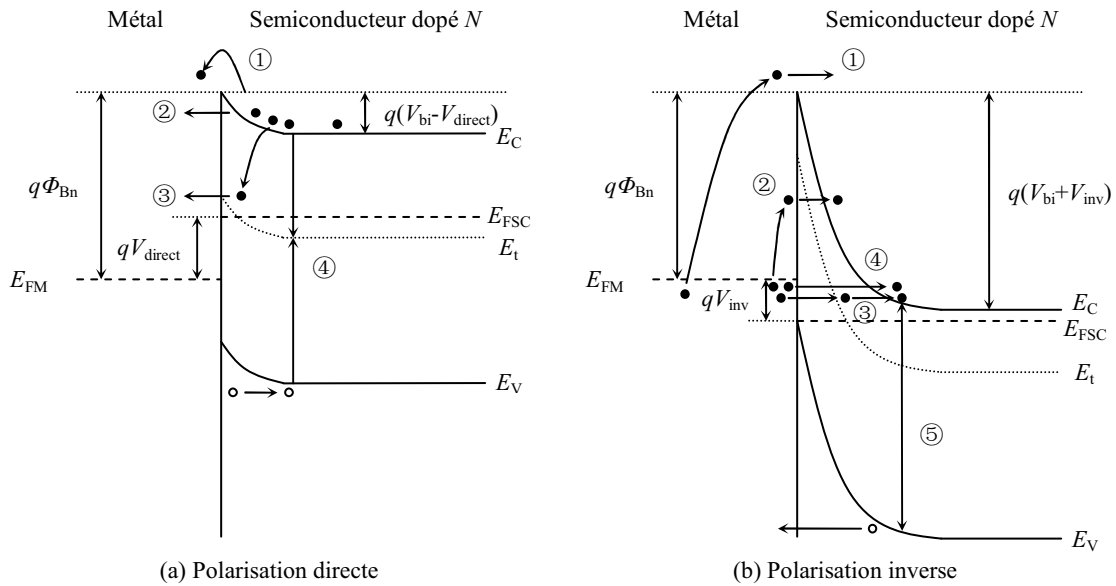 Métal Semiconducteur dopé N
①
②
q(Vbi-Vdirect)
EC
qΦBn
③
EFSC
Et
qVdirect
④
EFM
EV
(a) Polarisation directe
Métal Semiconducteur dopé N
①
qΦBn
②
q(Vbi+Vinv)
④
EFM
qVinv
③
EC
EFSC
Et
⑤
EV
(b) Polarisation inverse